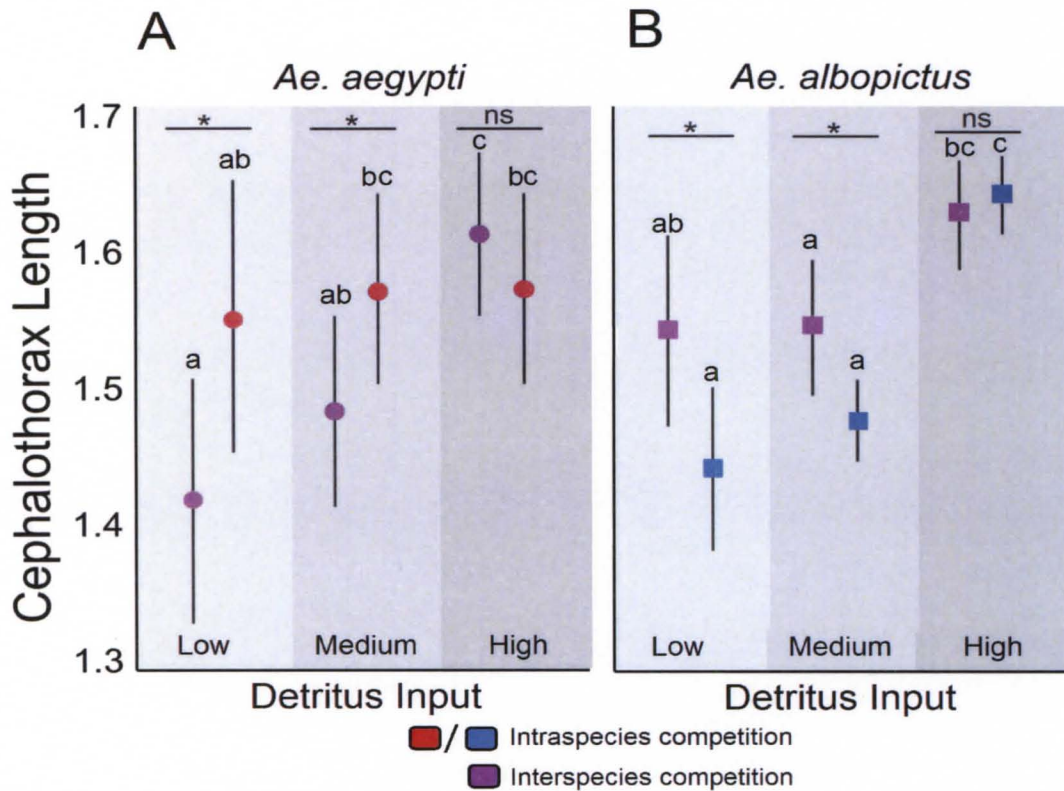 A
B
Ae. aegypti
Ae. albopictus
Cephalothorax Length
1.7
1.6
1.5
1.4
1.3
*
*
ns
a
ab
ab
bc
c
bc
Low
Medium
High
Detritus Input
*
*
ns
ab
a
a
a
bc
c
Low
Medium
High
Detritus Input
/ Intraspecies competition
Interspecies competition